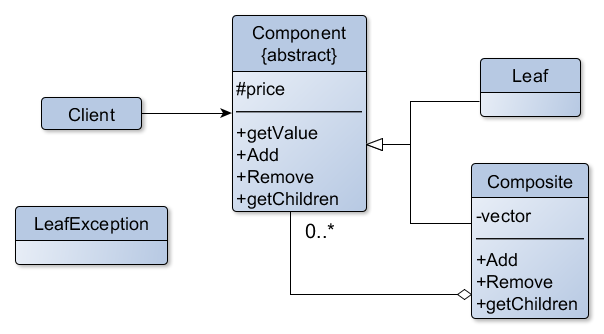 Component
{abstract}
#price
+getValue
+Add
+Remove
+getChildren
Client
Leaf
LeafException
Composite
-vector
+Add
+Remove
+getChildren
0..*